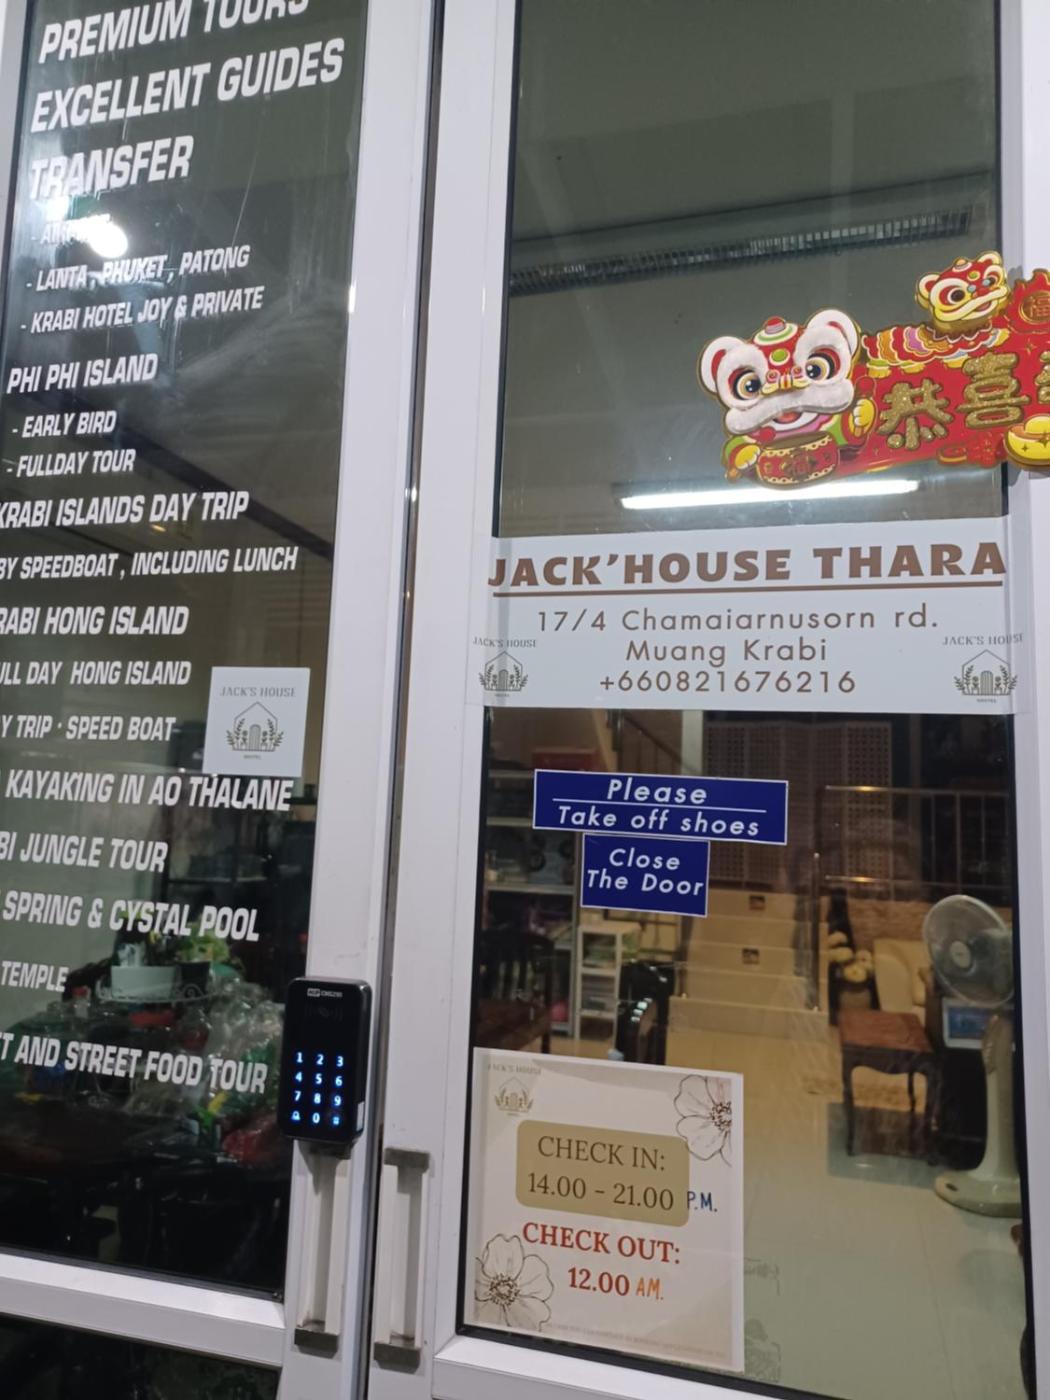 PREMIUM TOURS
EXCELLENT GUIDES
TRANSFER
- LANTA , PHUKET , PATONG
- KRABI HOTEL JOY & PRIVATE
PHI PHI ISLAND
- EARLY BIRD
- FULLDAY TOUR
KRABI ISLANDS DAY TRIP
BY SPEEDBOAT , INCLUDING LUNCH
RABI HONG ISLAND
ULL DAY HONG ISLAND
Y TRIP · SPEED BOAT
KAYAKING IN AO THALANE
BI JUNGLE TOUR
SPRING & CYSTAL POOL
TEMPLE
T AND STREET FOOD TOUR
JACK'S HOUSE
HOSTEL
1 2 3
4 5 6
7 8 9
0
恭喜
JACK'HOUSE THARA
17/4 Chamaiarnusorn rd.
Muang Krabi
+660821676216
JACK'S HOUSE
HOSTEL
JACK'S HOUSE
HOSTEL
Please
Take off shoes
Close
The Door
JACK'S HOUSE
CHECK IN:
14.00 - 21.00 P.M.
CHECK OUT:
12.00 AM.